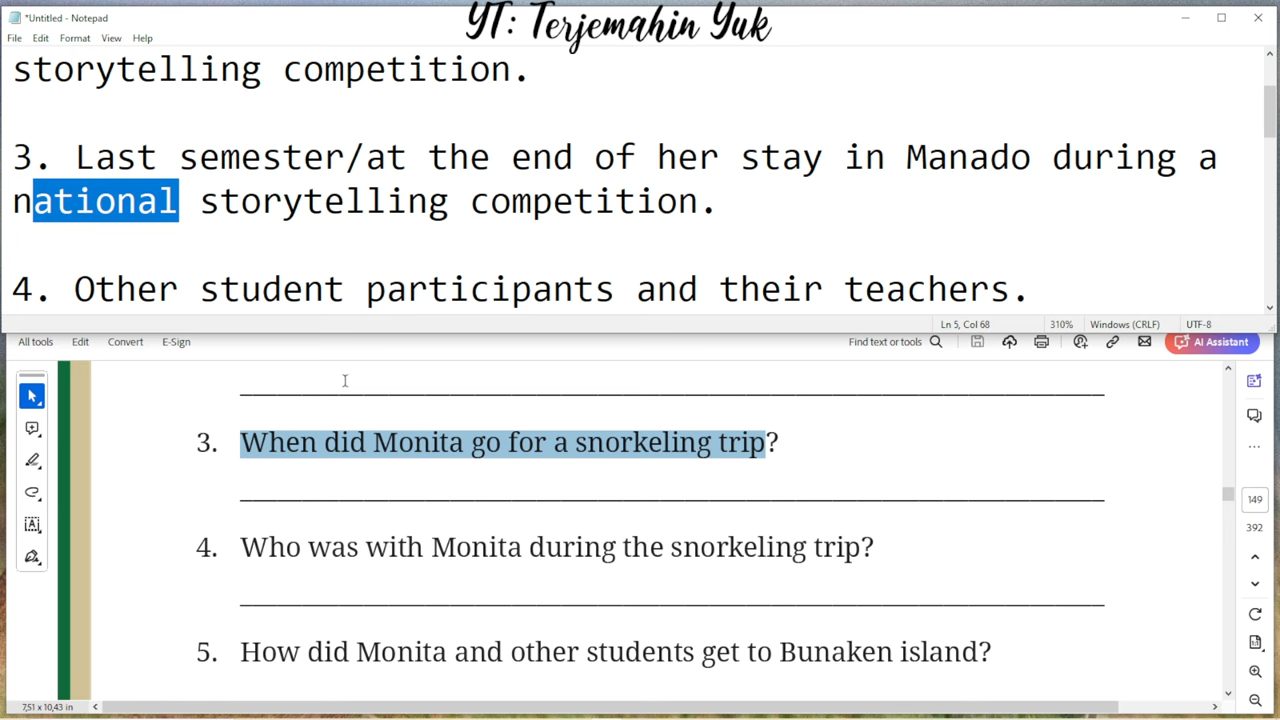 YT: Terjemahin Yuk
*Untitled - Notepad
File Edit Format View Help
storytelling competition.
3. Last semester/at the end of her stay in Manado during a
national storytelling competition.
4. Other student participants and their teachers.
Ln 5, Col 68 310% Windows (CRLF) UTF-8
All tools Edit Convert E-Sign Find text or tools AI Assistant
3. When did Monita go for a snorkeling trip?
4. Who was with Monita during the snorkeling trip?
5. How did Monita and other students get to Bunaken island?
149
392
7,51 x 10,43 in